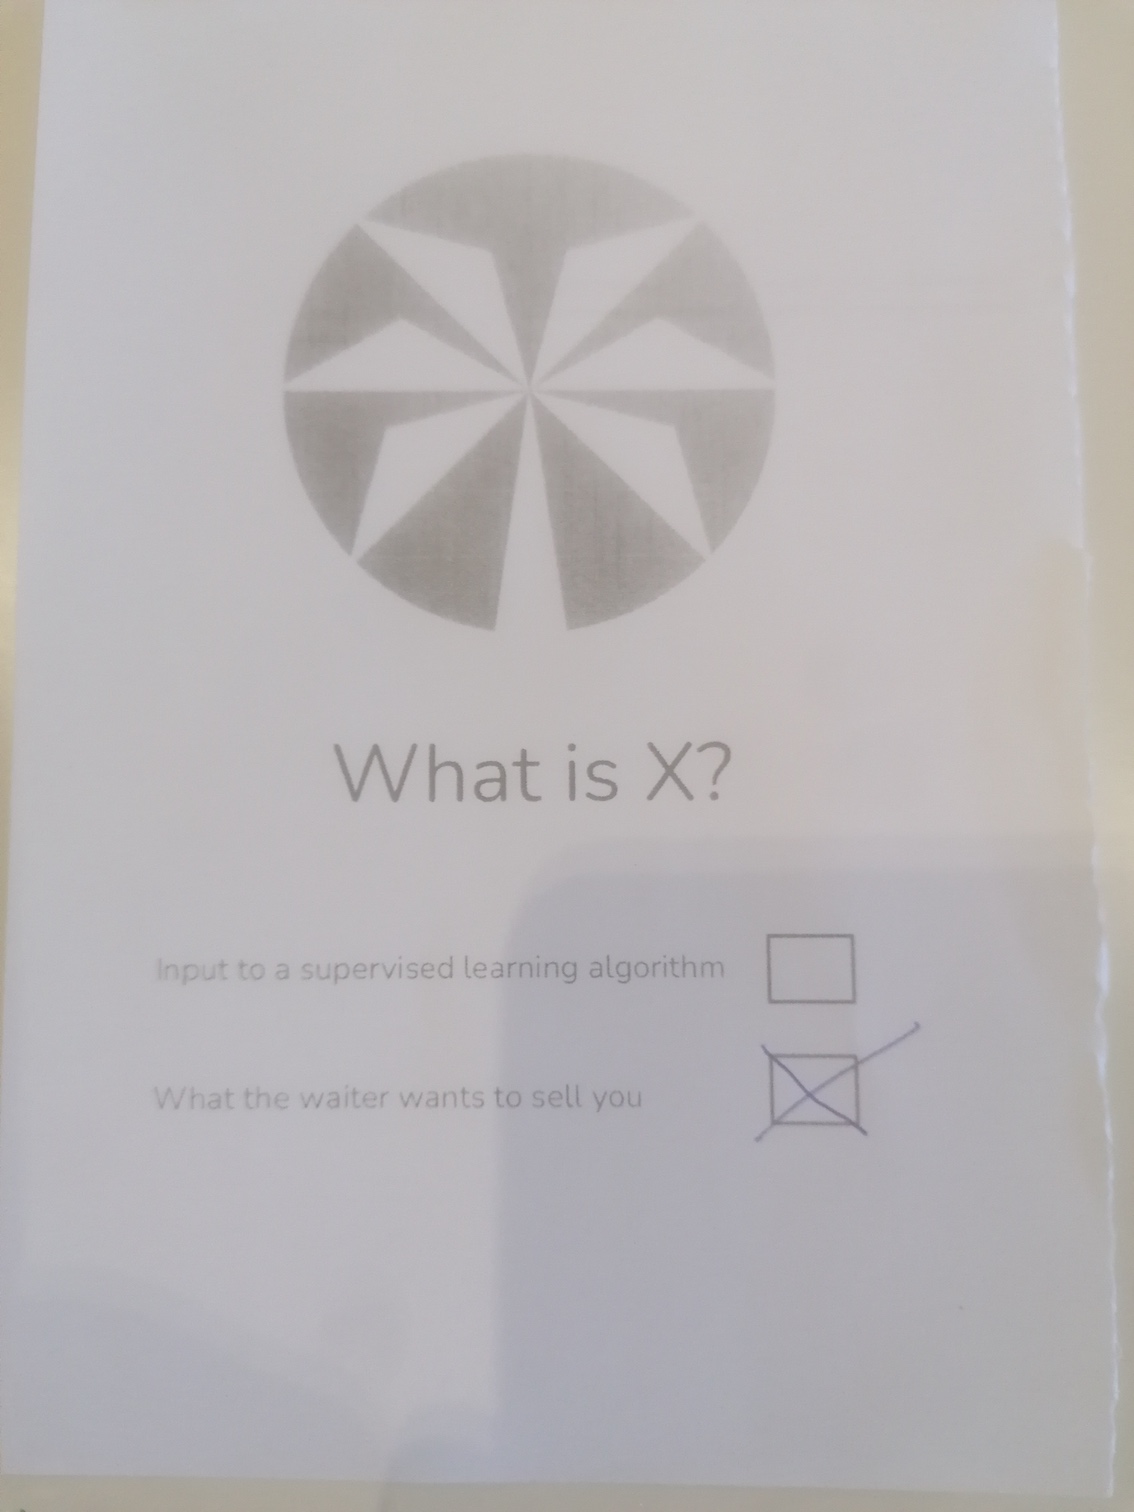 What is X?
Input to a supervised learning algorithm
What the waiter wants to sell you